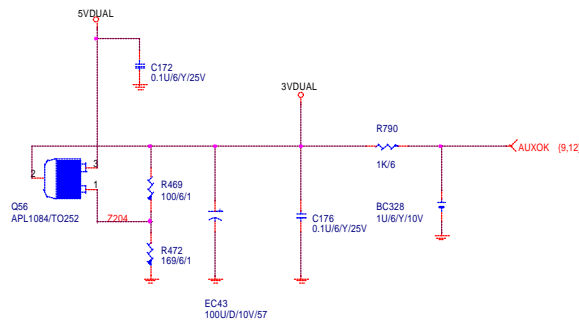 5VDUAL
C172
0.1U/6/Y/25V
3VDUAL
R790
1K/6
AUXOK (9,12)
2
3
1
Q56
APL1084/TO252
Z204
R469
100/6/1
R472
169/6/1
EC43
100U/D/10V/57
C176
0.1U/6/Y/25V
BC328
1U/6/Y/10V